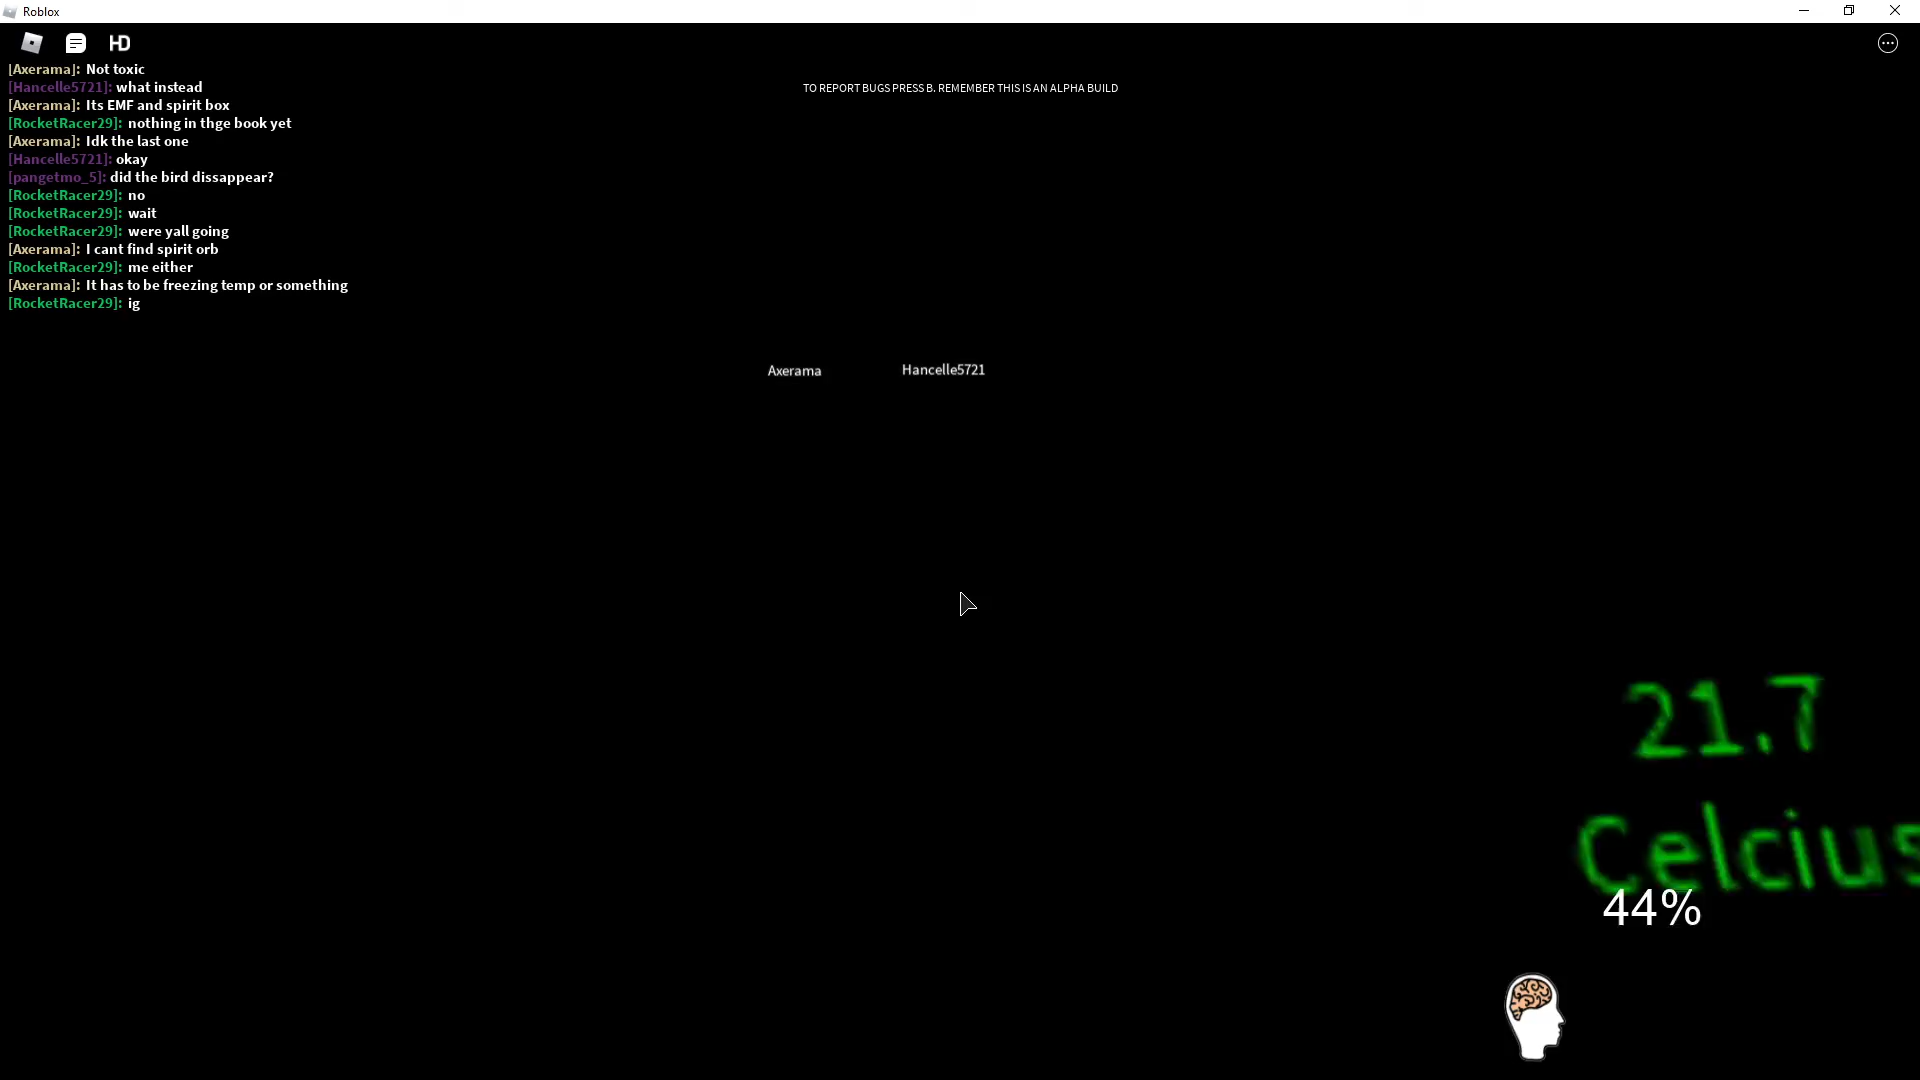 Roblox
HD
[Axerama]: Not toxic
[Hancelle5721]: what instead
[Axerama]: Its EMF and spirit box
[RocketRacer29]: nothing in thge book yet
[Axerama]: Idk the last one
[Hancelle5721]: okay
[pangetmo_5]: did the bird dissappear?
[RocketRacer29]: no
[RocketRacer29]: wait
[RocketRacer29]: were yall going
[Axerama]: I cant find spirit orb
[RocketRacer29]: me either
[Axerama]: It has to be freezing temp or something
[RocketRacer29]: ig
TO REPORT BUGS PRESS B. REMEMBER THIS IS AN ALPHA BUILD
Axerama Hancelle5721
21.7
Celcius
44%